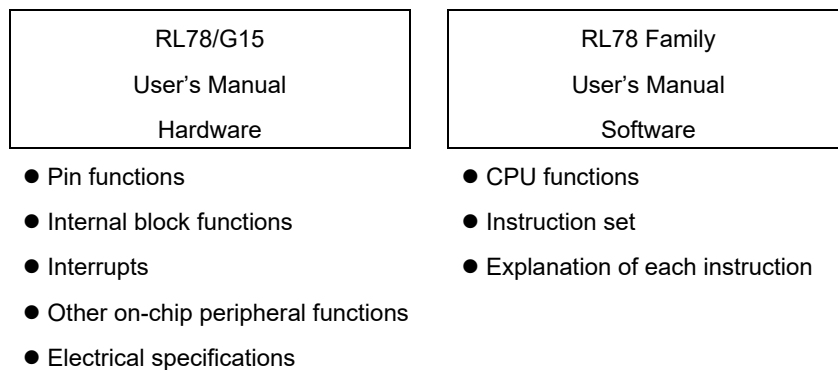 RL78/G15
User’s Manual
Hardware
● Pin functions
● Internal block functions
● Interrupts
● Other on-chip peripheral functions
● Electrical specifications
RL78 Family
User’s Manual
Software
● CPU functions
● Instruction set
● Explanation of each instruction